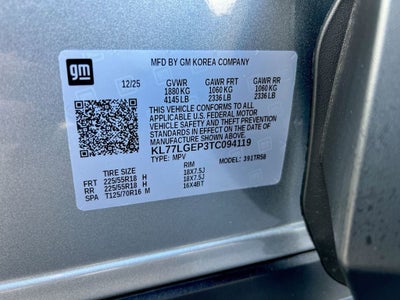 gm
MFD BY GM KOREA COMPANY
12/25 GVWR GAWR FRT GAWR RR
1880 KG 1060 KG 1060 KG
4145 LB 2336 LB 2336 LB
THIS VEHICLE CONFORMS TO ALL
APPLICABLE U.S. FEDERAL MOTOR
VEHICLE SAFETY AND THEFT PREVENTION
STANDARDS IN EFFECT ON THE DATE OF
MANUFACTURE SHOWN ABOVE.
KL77LGEP3TC094119
TYPE: MPV MODEL: 391TR58
TIRE SIZE RIM
FRT 225/55R18 H 18X7.5J
RR 225/55R18 H 18X7.5J
SPA T125/70R16 M 16X4BT